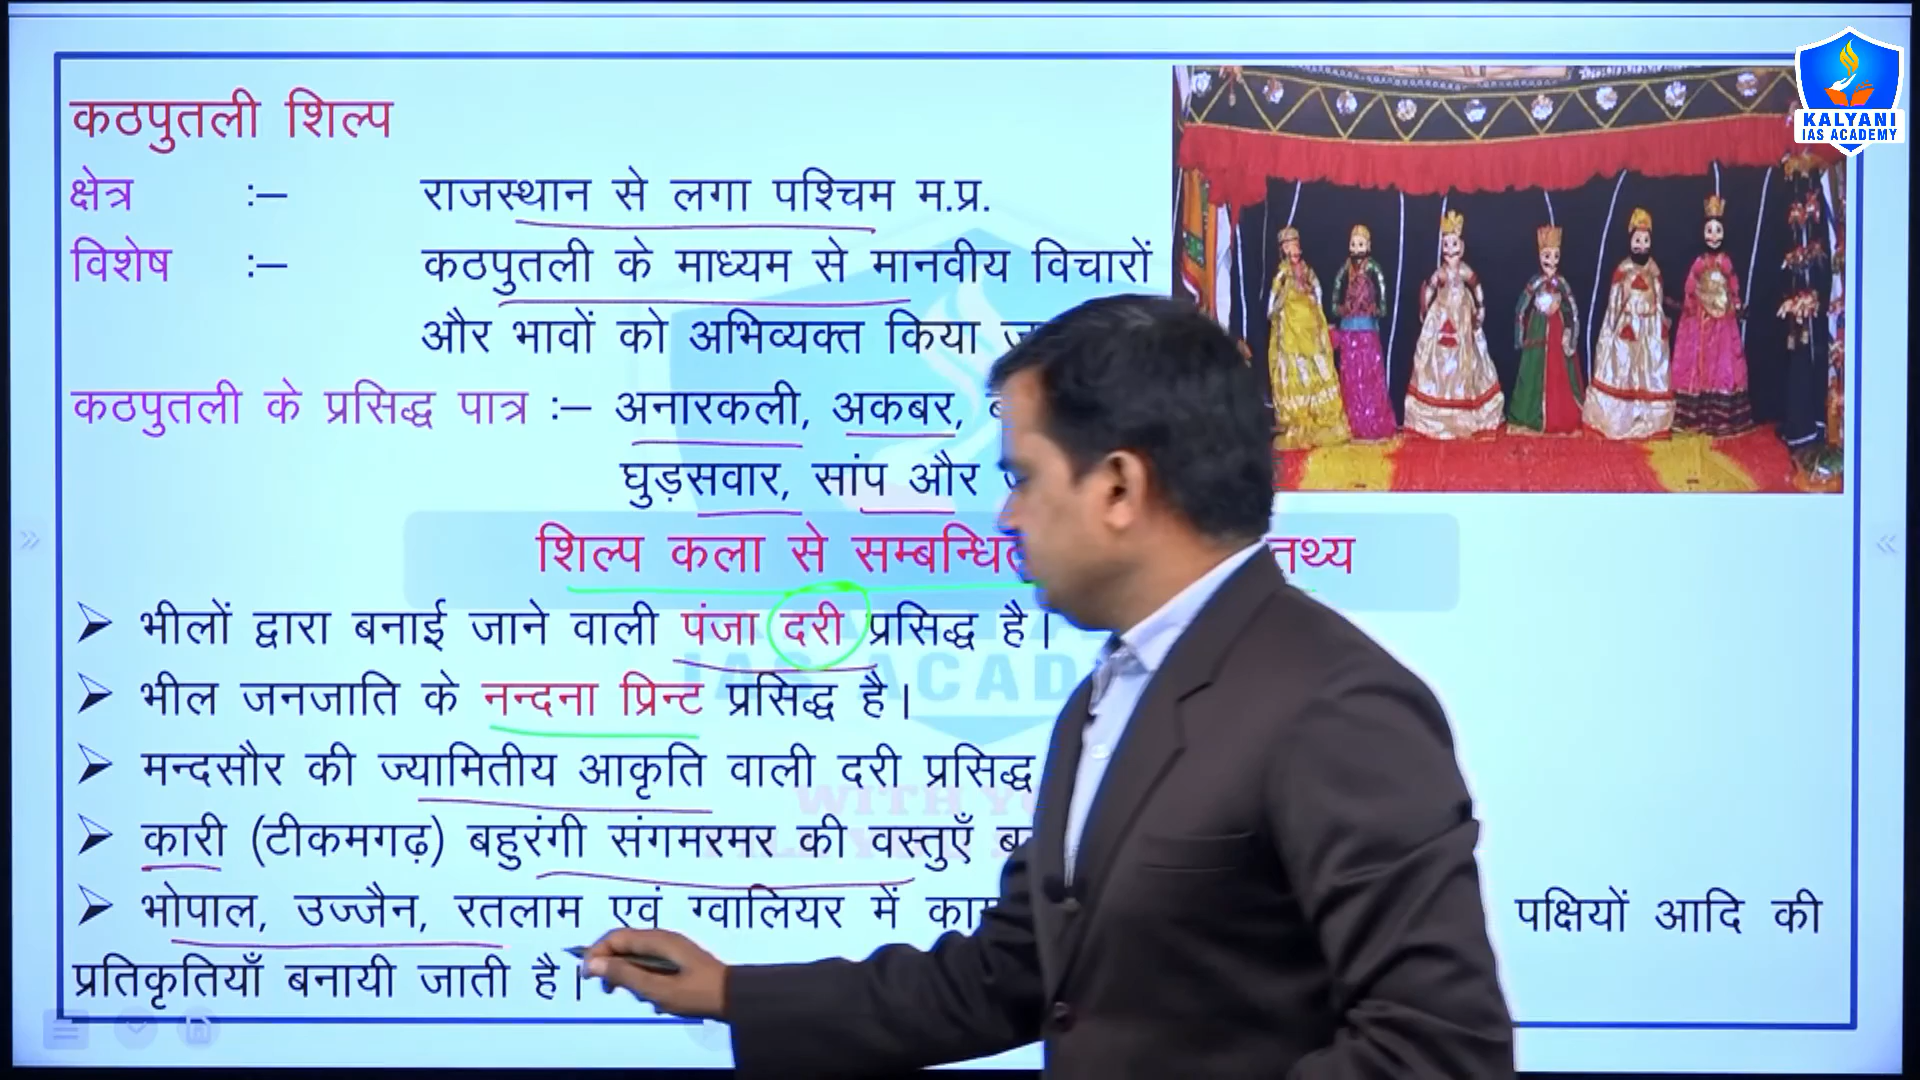 कठपुतली शिल्प
क्षेत्र :– राजस्थान से लगा पश्चिम म.प्र.
विशेष :– कठपुतली के माध्यम से मानवीय विचारों
और भावों को अभिव्यक्त किया
कठपुतली के प्रसिद्ध पात्र :– अनारकली, अकबर,
घुड़सवार, सांप और
शिल्प कला से सम्बन्धित तथ्य
➢ भीलों द्वारा बनाई जाने वाली पंजा दरी प्रसिद्ध है।
➢ भील जनजाति के नन्दना प्रिन्ट प्रसिद्ध है।
➢ मन्दसौर की ज्यामितीय आकृति वाली दरी प्रसिद्ध
➢ कारी (टीकमगढ़) बहुरंगी संगमरमर की वस्तुएँ
➢ भोपाल, उज्जैन, रतलाम एवं ग्वालियर में पक्षियों आदि की
प्रतिकृतियाँ बनायी जाती है।
KALYANI
IAS ACADEMY